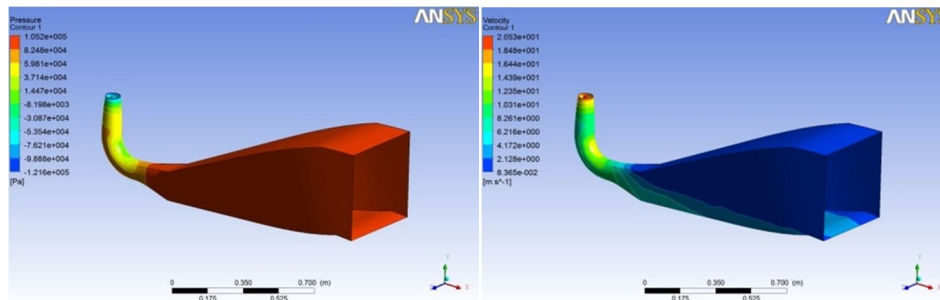 ANSYS
Pressure
Contour 1
1.052e+005
8.248e+004
5.981e+004
3.714e+004
1.447e+004
-8.198e+003
-3.087e+004
-5.354e+004
-7.621e+004
-9.888e+004
-1.216e+005
[Pa]
0 0.350 0.700 (m)
0.175 0.525
Y
Z X
ANSYS
Velocity
Contour 1
2.053e+001
1.848e+001
1.644e+001
1.439e+001
1.235e+001
1.031e+001
8.261e+000
6.216e+000
4.172e+000
2.128e+000
8.365e-002
[m s^-1]
0 0.350 0.700 (m)
0.175 0.525
Y
Z X